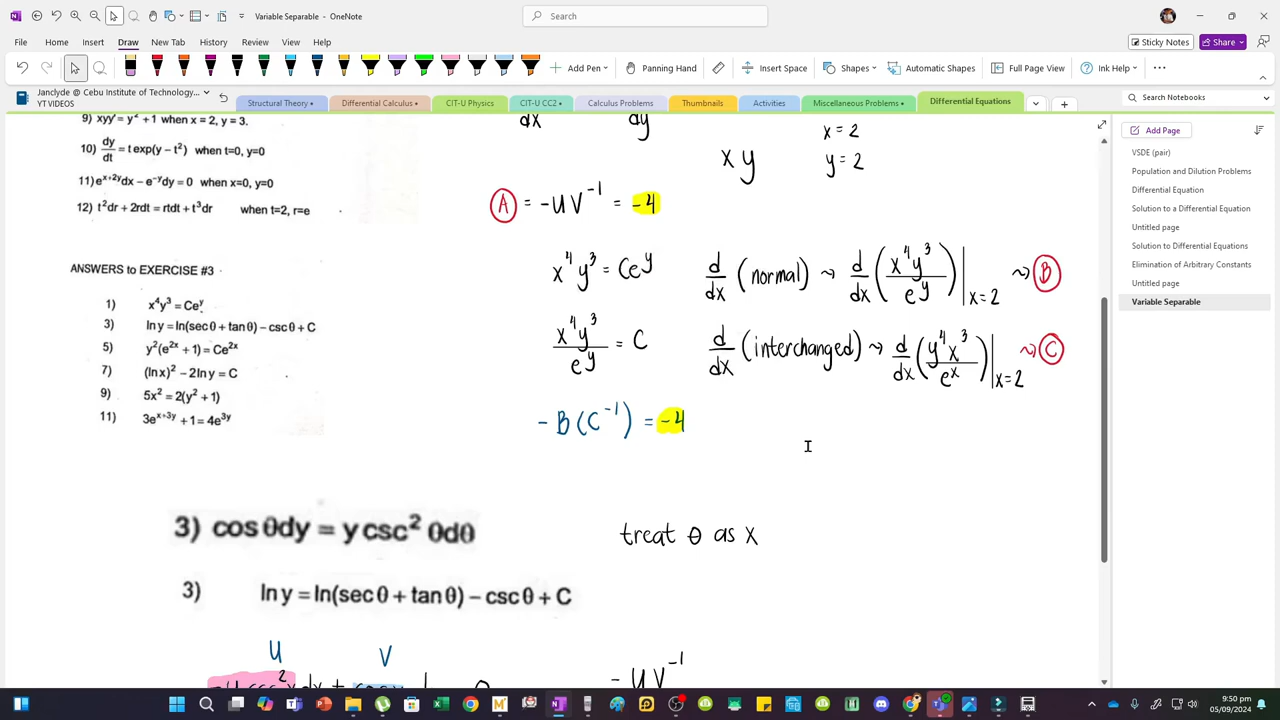 Variable Separable - OneNote
Search
File Home Insert Draw New Tab History Review View Help
Sticky Notes Share
Add Pen Panning Hand Insert Space Shapes Automatic Shapes Full Page View Ink Help
Janclyde @ Cebu Institute of Technology...
YT VIDEOS
Structural Theory Differential Calculus CIT-U Physics CIT-U CC2 Calculus Problems Thumbnails Activities Miscellaneous Problems Differential Equations
Search Notebooks
Add Page
VSDE (pair)
Population and Dilution Problems
Differential Equation
Solution to a Differential Equation
Untitled page
Solution to Differential Equations
Elimination of Arbitrary Constants
Untitled page
Variable Separable
9) xyy' = y² + 1 when x = 2, y = 3.
10) dy/dt = t exp(y – t²) when t=0, y=0
11) e^(x+2y)dx – e^(–y)dy = 0 when x=0, y=0
12) t²dr + 2rdt = rtdt + t³dr when t=2, r=e
ANSWERS to EXERCISE #3
1) x⁴y³ = Ceʸ
3) ln y = ln(sec θ + tan θ) – csc θ + C
5) y²(e²ˣ + 1) = Ce²ˣ
7) (ln x)² – 2 ln y = C
9) 5x² = 2(y² + 1)
11) 3e^(x+3y) + 1 = 4e^(3y)
dx dy
x y
x = 2
y = 2
A = -UV⁻¹ = -4
x⁴y³ = Ceʸ d/dx (normal) ⇝ d/dx (x⁴y³/eʸ)|x=2 ⇝ B
x⁴y³/eʸ = C d/dx (interchanged) ⇝ d/dx (y⁴x³/eˣ)|x=2 ⇝ C
-B(C⁻¹) = -4
3) cos θdy = y csc² θdθ
treat θ as x
3) ln y = ln(sec θ + tan θ) – csc θ + C
U V
-UV⁻¹
9:50 pm
05/09/2024